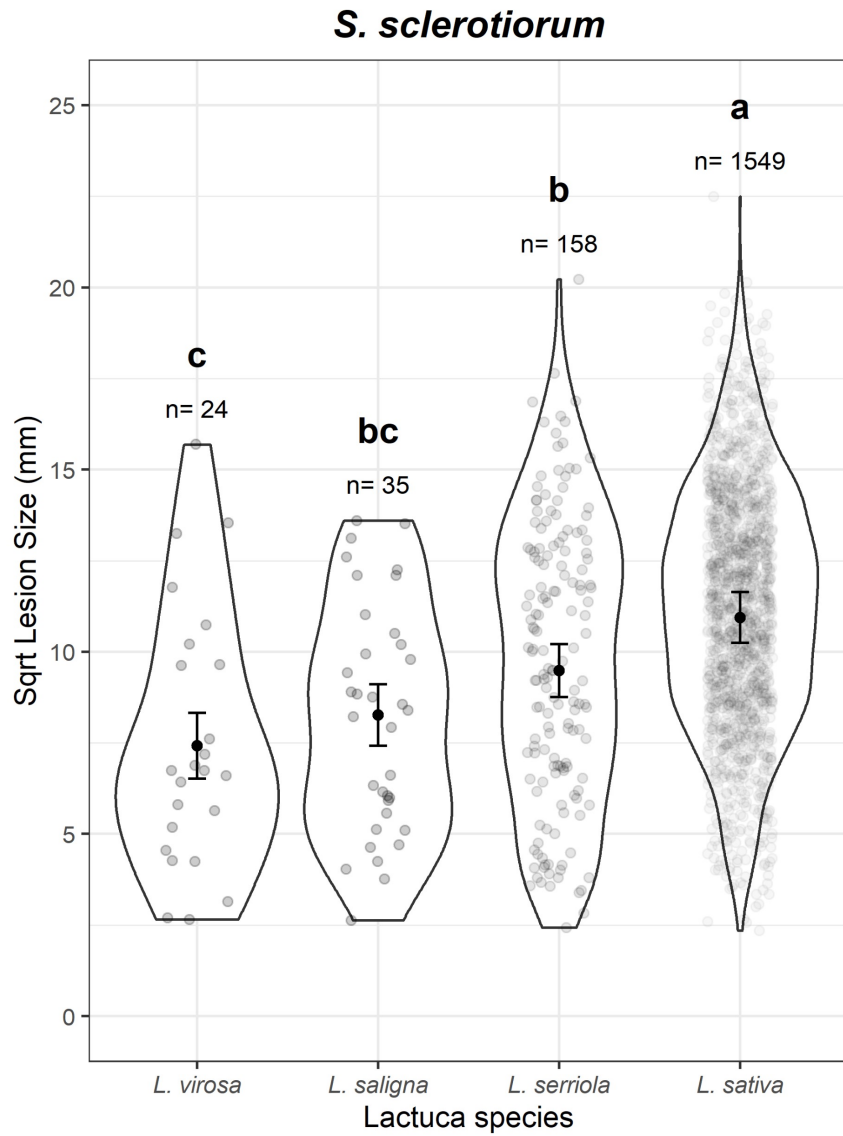 S. sclerotiorum
Sqrt Lesion Size (mm)
25
20
15
10
5
0
c
n= 24
bc
n= 35
b
n= 158
a
n= 1549
L. virosa
L. saligna
L. serriola
L. sativa
Lactuca species